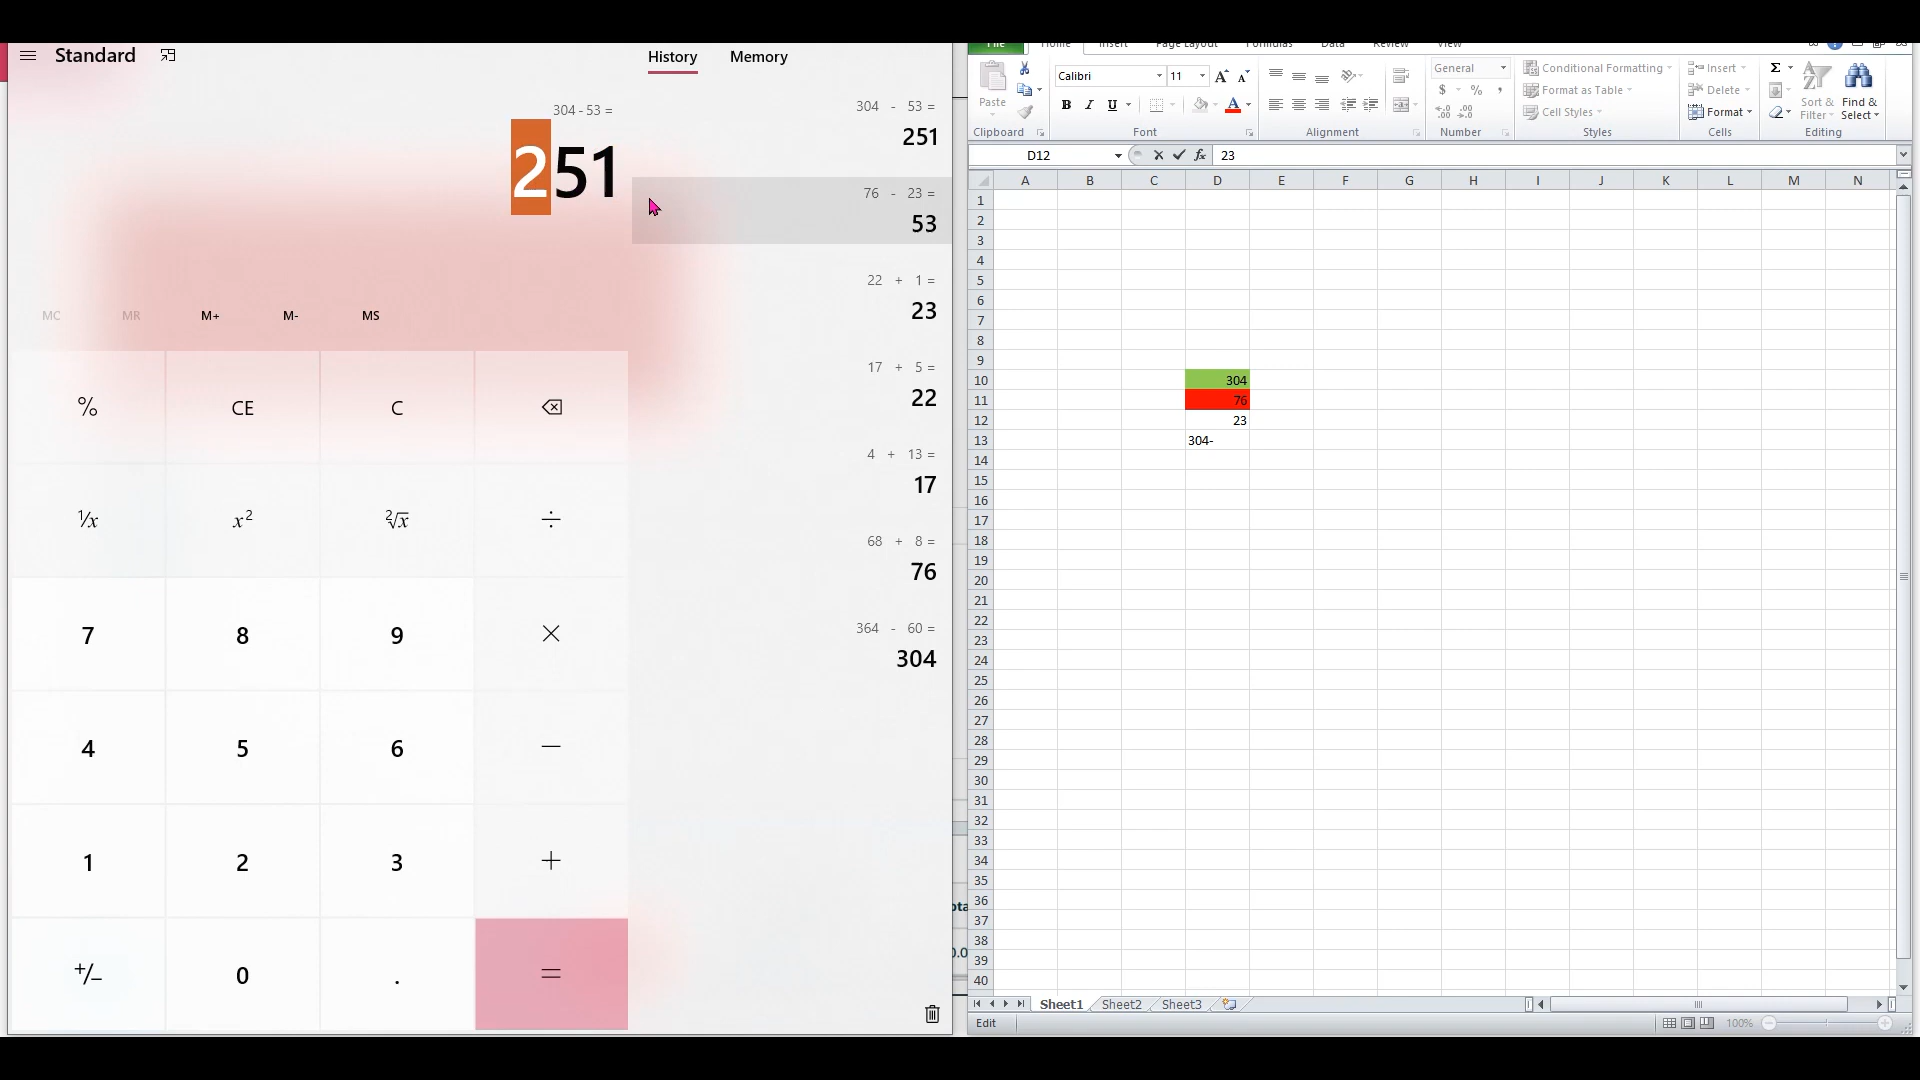 Standard
History Memory
304 - 53 =
251
304 - 53 =
251
76 - 23 =
53
22 + 1 =
23
17 + 5 =
22
4 + 13 =
17
68 + 8 =
76
364 - 60 =
304
MC MR M+ M- MS
% CE C
⅟x x² ²√x ÷
7 8 9 ×
4 5 6 −
1 2 3 +
+/− 0 . =
File Home Insert Page Layout Formulas Data Review View
Paste
Calibri 11
B I U
General
$ % ,
Conditional Formatting
Format as Table
Cell Styles
Insert
Delete
Format
Σ
Sort & Filter
Find & Select
Clipboard Font Alignment Number Styles Cells Editing
D12 fx 23
A B C D E F G H I J K L M N
1
2
3
4
5
6
7
8
9
10 304
11 76
12 23
13 304-
14
15
16
17
18
19
20
21
22
23
24
25
26
27
28
29
30
31
32
33
34
35
36
37
38
39
40
Sheet1 Sheet2 Sheet3
Edit 100%